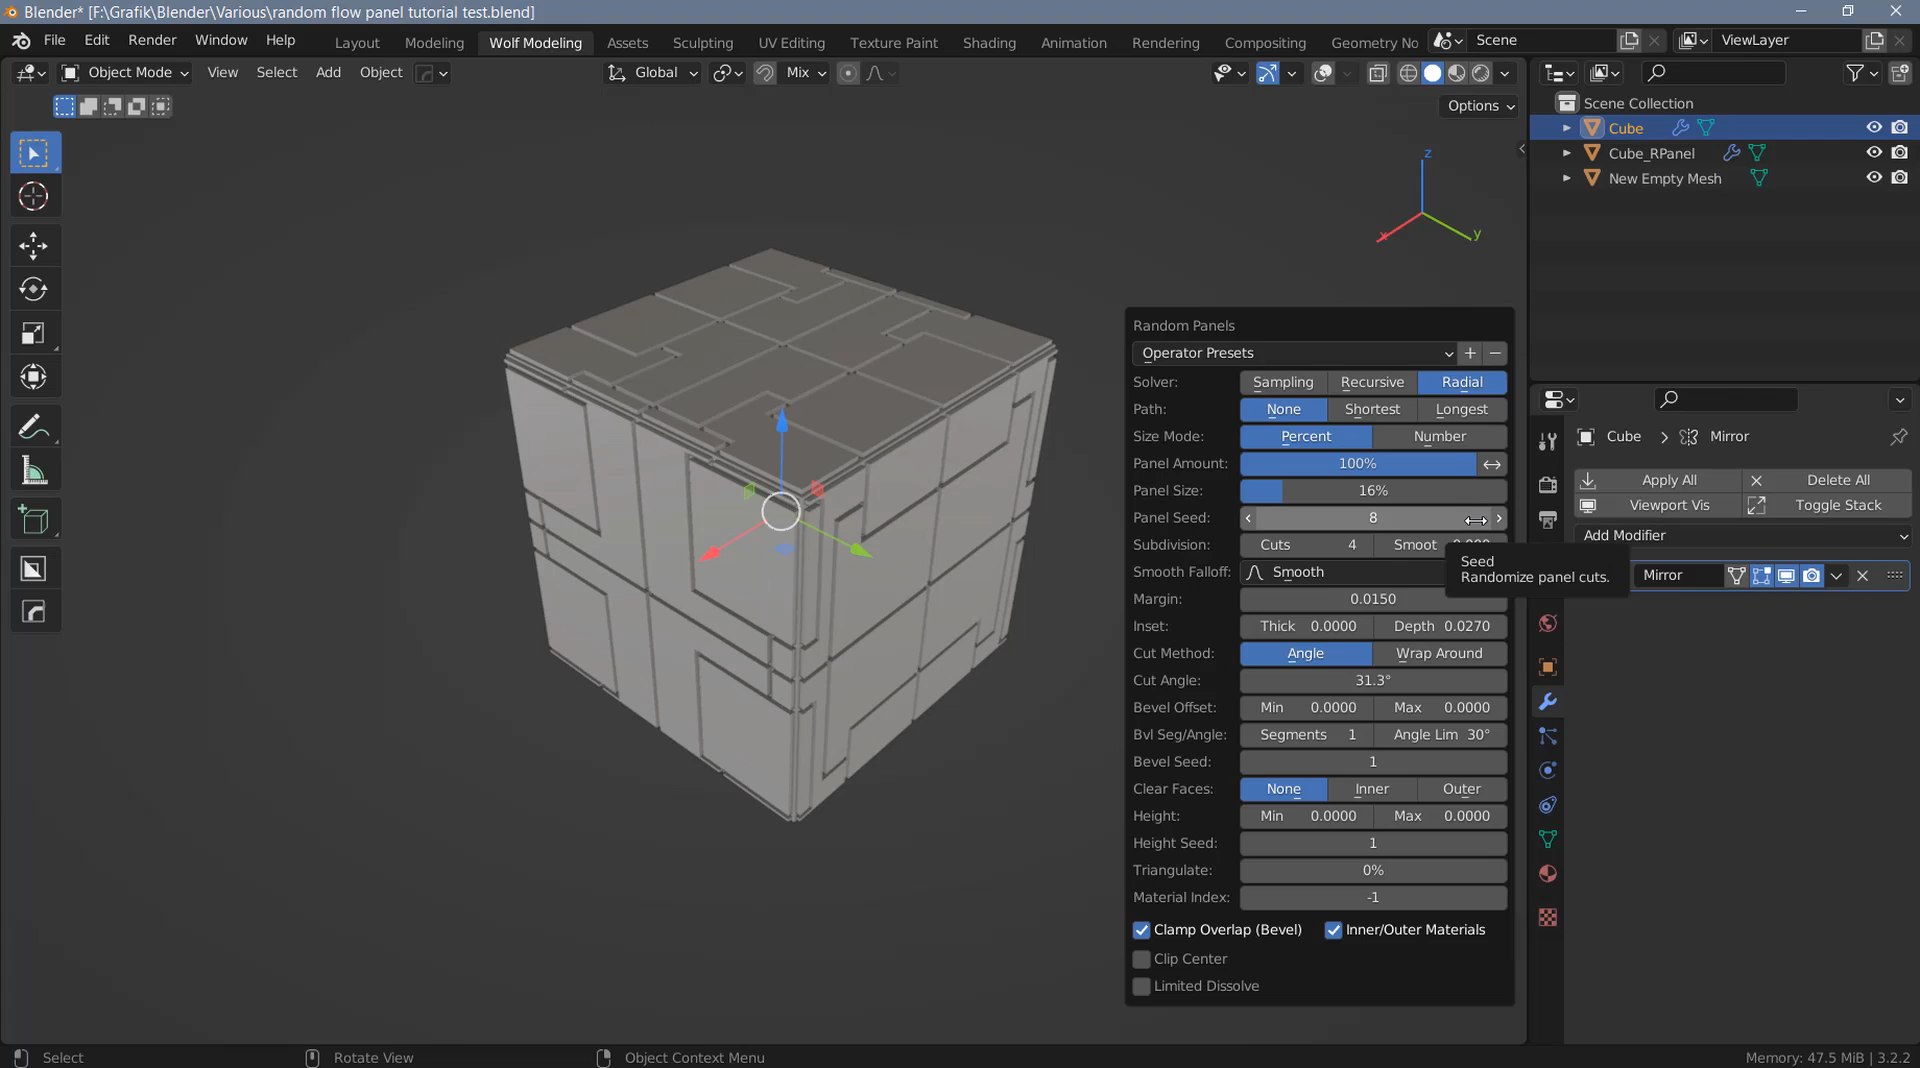 Blender* [F:\Grafik\Blender\Various\random flow panel tutorial test.blend]
File Edit Render Window Help Layout Modeling Wolf Modeling Assets Sculpting UV Editing Texture Paint Shading Animation Rendering Compositing Geometry No Scene ViewLayer
Object Mode View Select Add Object Global Mix
Options
Scene Collection
Cube
Cube_RPanel
New Empty Mesh
z
x
y
Random Panels
Operator Presets
Solver: Sampling Recursive Radial
Path: None Shortest Longest
Size Mode: Percent Number
Panel Amount: 100%
Panel Size: 16%
Panel Seed: 8
Subdivision: Cuts 4 Smoot
Smooth Falloff: Smooth
Margin: 0.0150
Inset: Thick 0.0000 Depth 0.0270
Cut Method: Angle Wrap Around
Cut Angle: 31.3°
Bevel Offset: Min 0.0000 Max 0.0000
Bvl Seg/Angle: Segments 1 Angle Lim 30°
Bevel Seed: 1
Clear Faces: None Inner Outer
Height: Min 0.0000 Max 0.0000
Height Seed: 1
Triangulate: 0%
Material Index: -1
Clamp Overlap (Bevel) Inner/Outer Materials
Clip Center
Limited Dissolve
Seed
Randomize panel cuts.
Cube Mirror
Apply All Delete All
Viewport Vis Toggle Stack
Add Modifier
Mirror
Select Rotate View Object Context Menu Memory: 47.5 MiB | 3.2.2